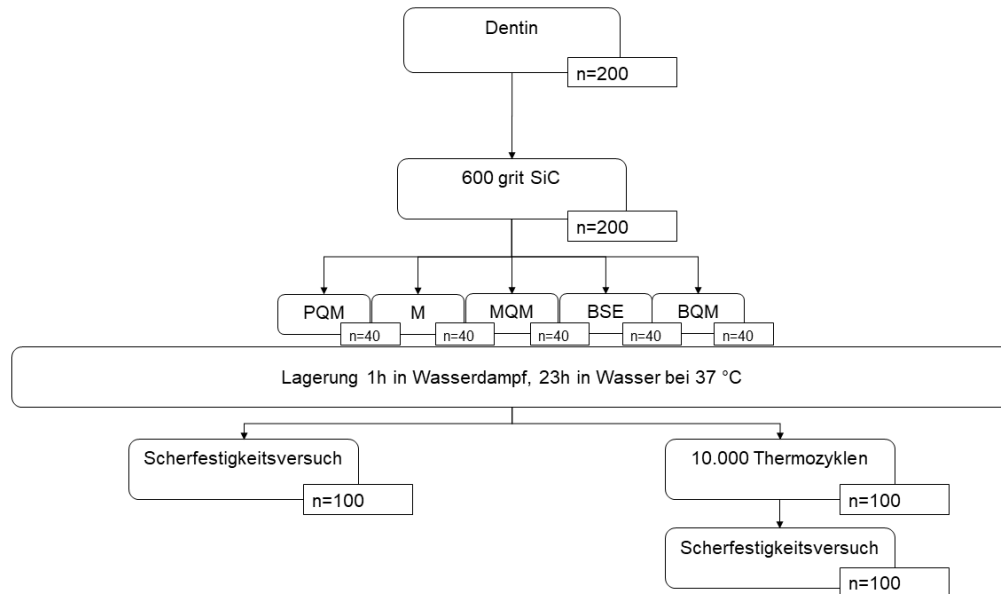 Dentin
n=200
600 grit SiC
n=200
PQM
n=40
M
n=40
MQM
n=40
BSE
n=40
BQM
n=40
Lagerung 1h in Wasserdampf, 23h in Wasser bei 37 °C
Scherfestigkeitsversuch
n=100
10.000 Thermozyklen
n=100
Scherfestigkeitsversuch
n=100